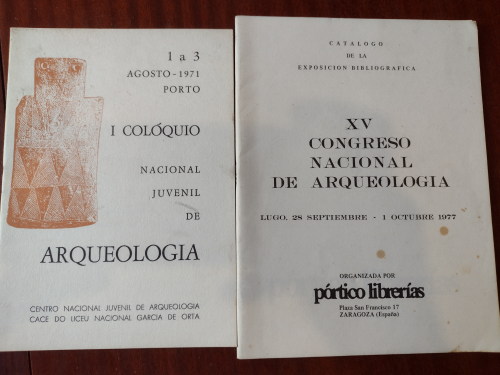 1 a 3
AGOSTO - 1971
PORTO
I COLÓQUIO
NACIONAL
JUVENIL
DE
ARQUEOLOGIA
CENTRO NACIONAL JUVENIL DE ARQUEOLOGIA
CACE DO LICEU NACIONAL GARCIA DE ORTA
CATALOGO
DE LA
EXPOSICION BIBLIOGRAFICA
XV
CONGRESO
NACIONAL
DE ARQUEOLOGIA
LUGO, 28 SEPTIEMBRE - 1 OCTUBRE 1977
ORGANIZADA POR
pórtico librerías
Plaza San Francisco 17
ZARAGOZA (España)